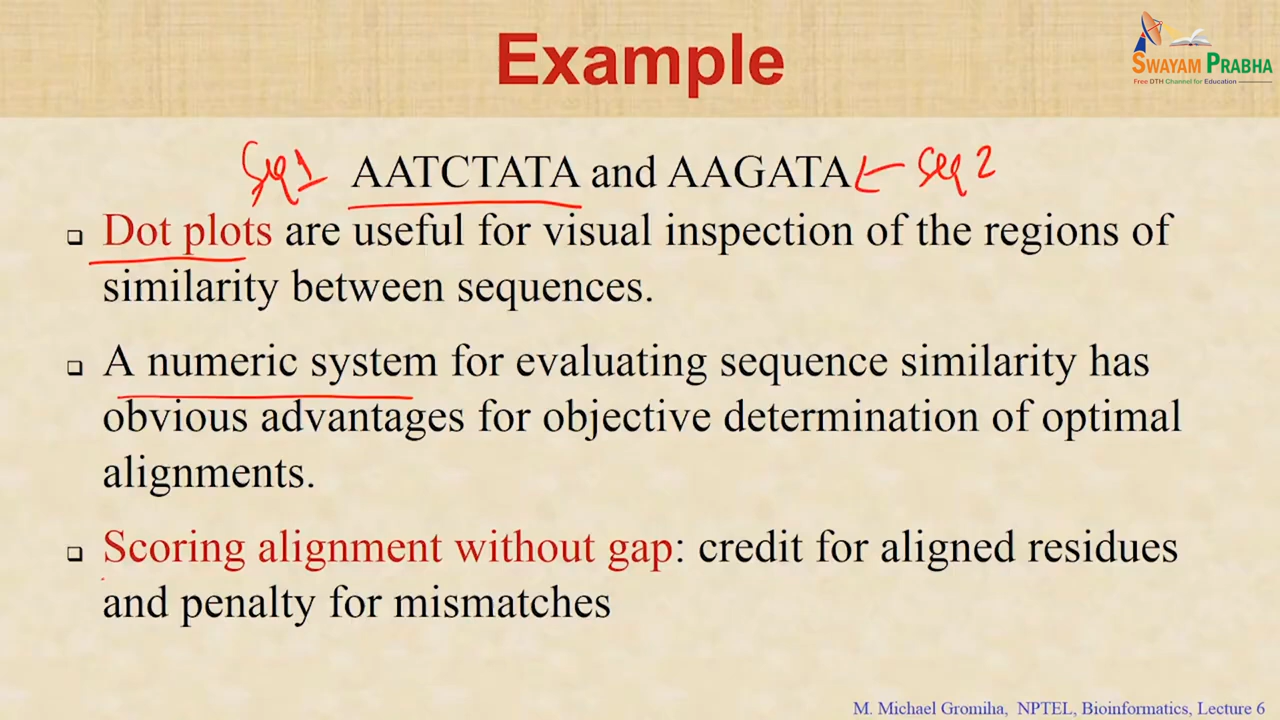 Example
SWAYAM PRABHA
Free DTH Channel for Education
Seq1 AATCTATA and AAGATA ← Seq 2
❑ Dot plots are useful for visual inspection of the regions of
similarity between sequences.
❑ A numeric system for evaluating sequence similarity has
obvious advantages for objective determination of optimal
alignments.
❑ Scoring alignment without gap: credit for aligned residues
and penalty for mismatches
M. Michael Gromiha, NPTEL, Bioinformatics, Lecture 6